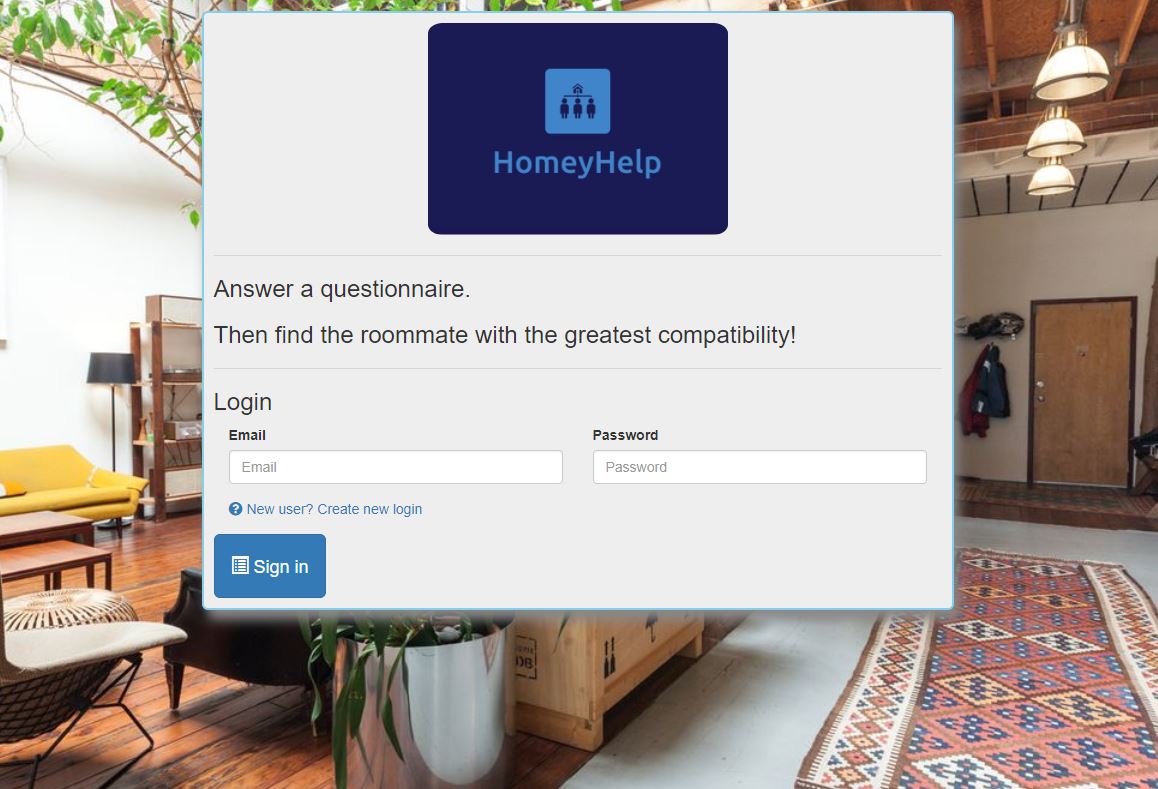 HomeyHelp
Answer a questionnaire.
Then find the roommate with the greatest compatibility!
Login
Email
Password
Email
Password
New user? Create new login
Sign in